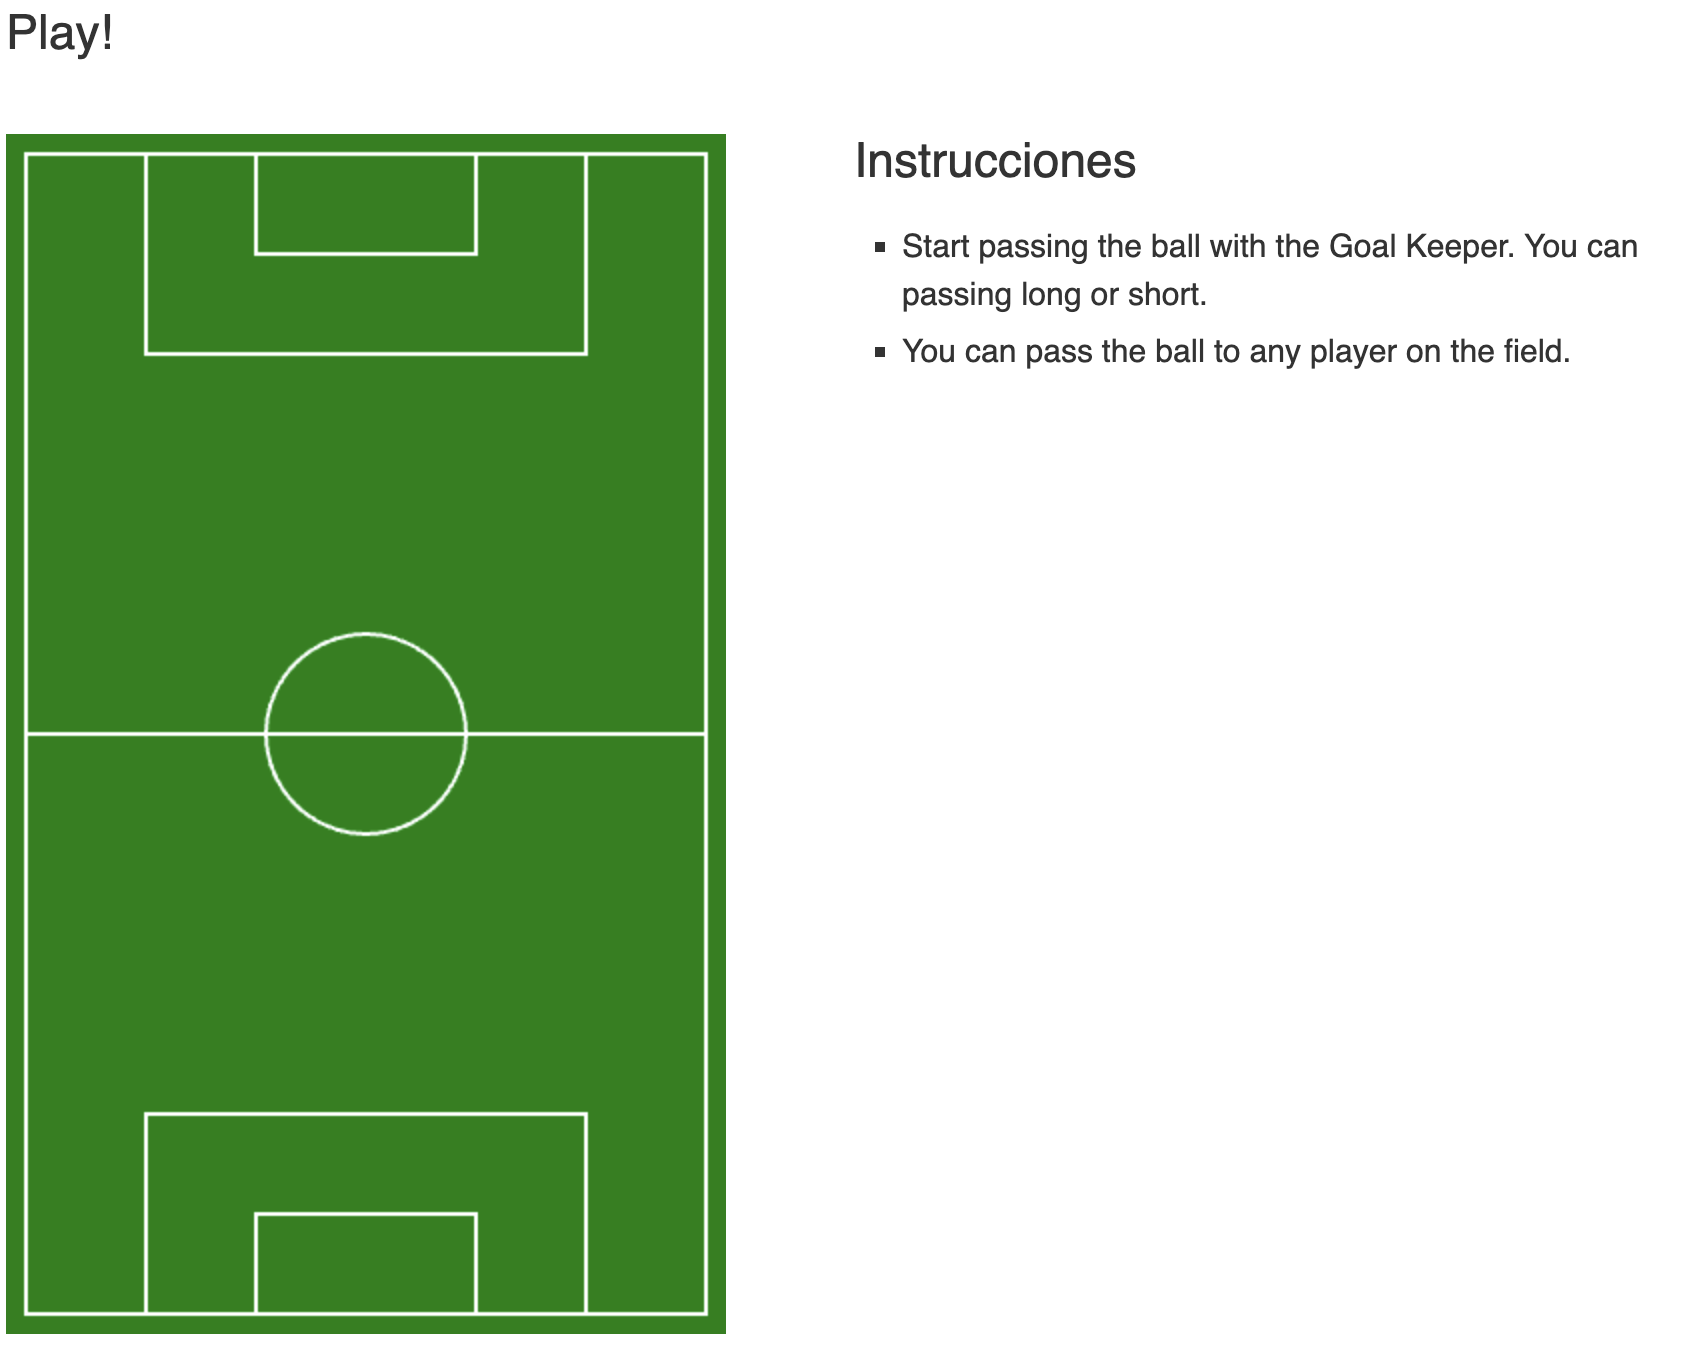 Play!
Instrucciones
Start passing the ball with the Goal Keeper. You can
passing long or short.
You can pass the ball to any player on the field.